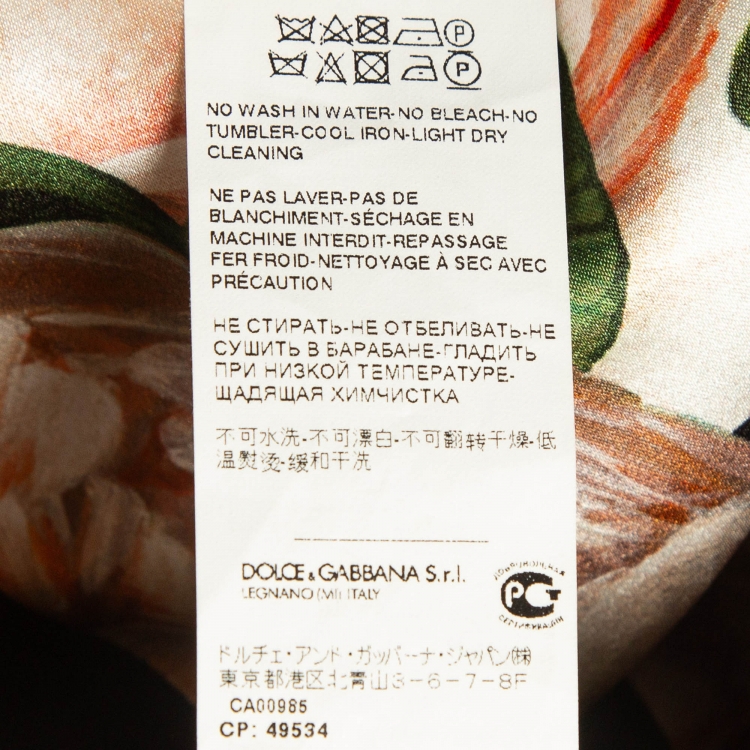 NO WASH IN WATER-NO BLEACH-NO
TUMBLER-COOL IRON-LIGHT DRY
CLEANING
NE PAS LAVER-PAS DE
BLANCHIMENT-SÉCHAGE EN
MACHINE INTERDIT-REPASSAGE
FER FROID-NETTOYAGE À SEC AVEC
PRÉCAUTION
НЕ СТИРАТЬ-НЕ ОТБЕЛИВАТЬ-НЕ
СУШИТЬ В БАРАБАНЕ-ГЛАДИТЬ
ПРИ НИЗКОЙ ТЕМПЕРАТУРЕ-
ЩАДЯЩАЯ ХИМЧИСТКА
不可水洗-不可漂白-不可翻转干燥-低
温熨烫-缓和干洗
DOLCE & GABBANA S.r.l.
LEGNANO (MI) ITALY
ドルチェ・アンド・ガッバーナ・ジャパン㈱
東京都港区北青山3-6-7-8F
CA00985
CP: 49534